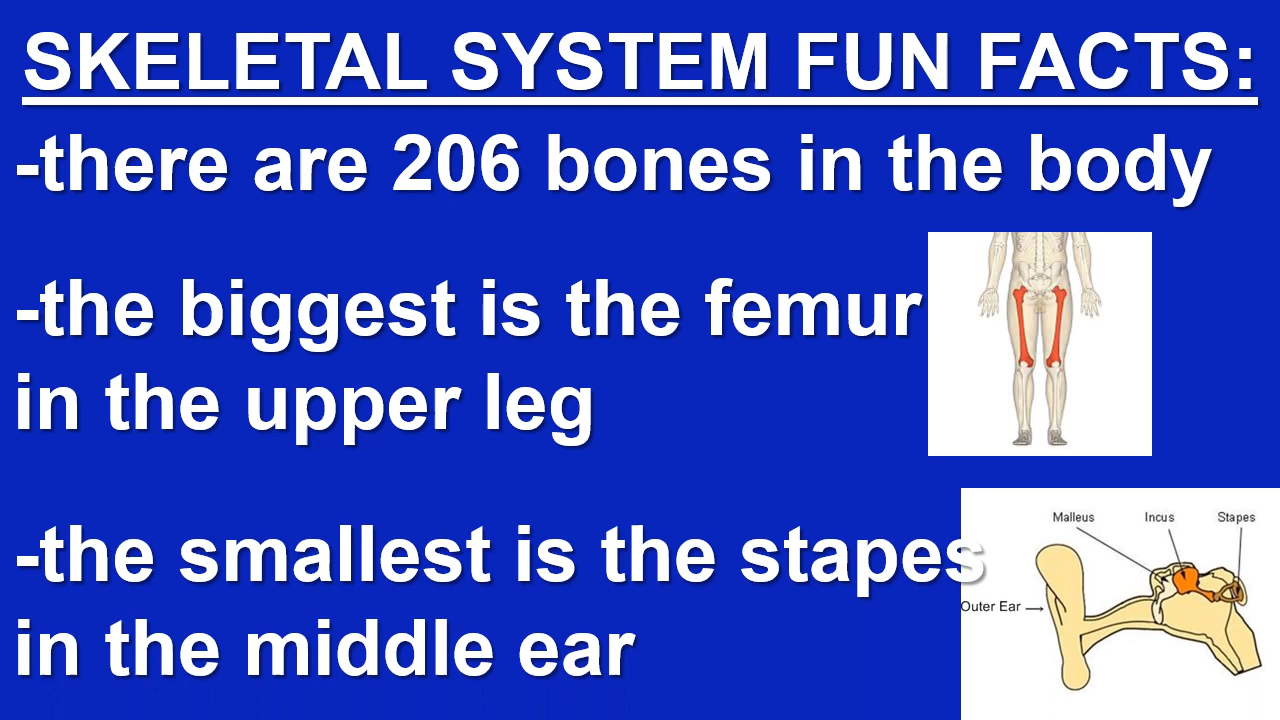 SKELETAL SYSTEM FUN FACTS:
-there are 206 bones in the body
-the biggest is the femur
in the upper leg
-the smallest is the stapes
in the middle ear
Malleus Incus Stapes
Outer Ear